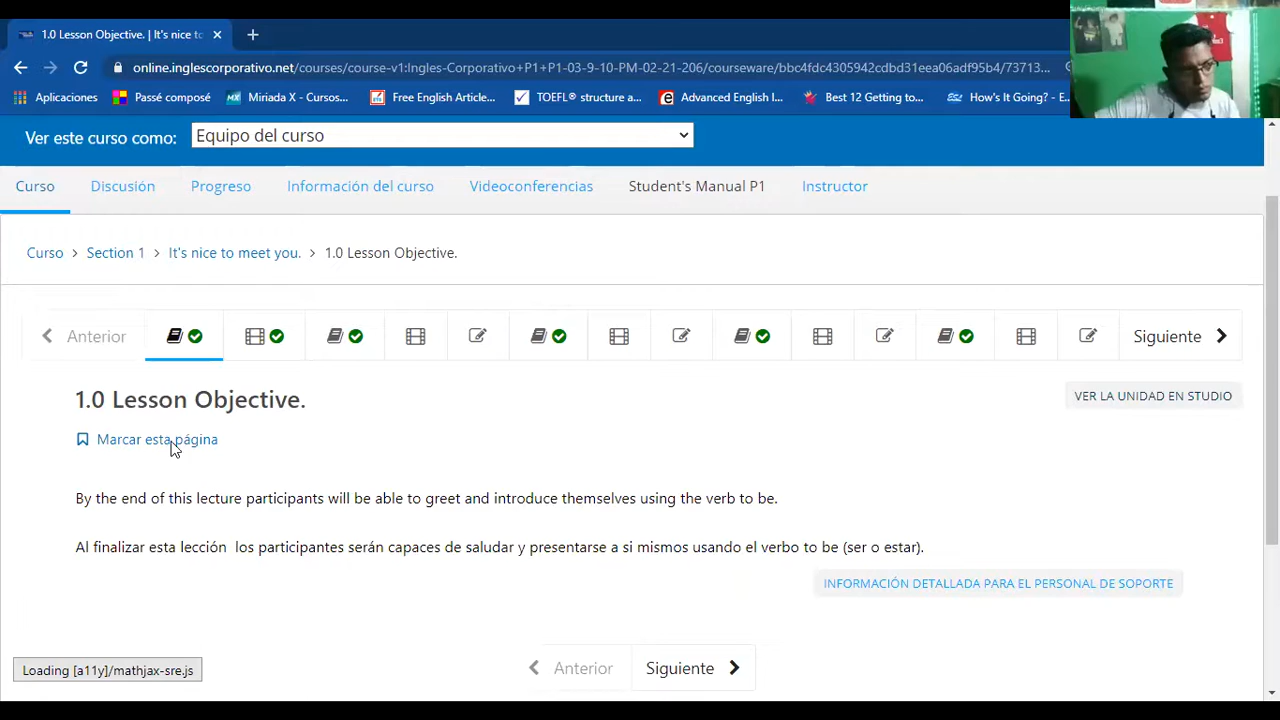 1.0 Lesson Objective. | It's nice tc
online.inglescorporativo.net/courses/course-v1:Ingles-Corporativo+P1+P1-03-9-10-PM-02-21-206/courseware/bbc4fdc4305942cdbd31eea06adf95b4/73713...
Aplicaciones Passé composé Miriada X - Cursos... Free English Article... TOEFL® structure a... Advanced English I... Best 12 Getting to... How's It Going? - E...
Ver este curso como: Equipo del curso
Curso Discusión Progreso Información del curso Videoconferencias Student's Manual P1 Instructor
Curso > Section 1 > It's nice to meet you. > 1.0 Lesson Objective.
Anterior Siguiente
1.0 Lesson Objective.
VER LA UNIDAD EN STUDIO
Marcar esta página
By the end of this lecture participants will be able to greet and introduce themselves using the verb to be.
Al finalizar esta lección los participantes serán capaces de saludar y presentarse a si mismos usando el verbo to be (ser o estar).
INFORMACIÓN DETALLADA PARA EL PERSONAL DE SOPORTE
Anterior Siguiente
Loading [a11y]/mathjax-sre.js